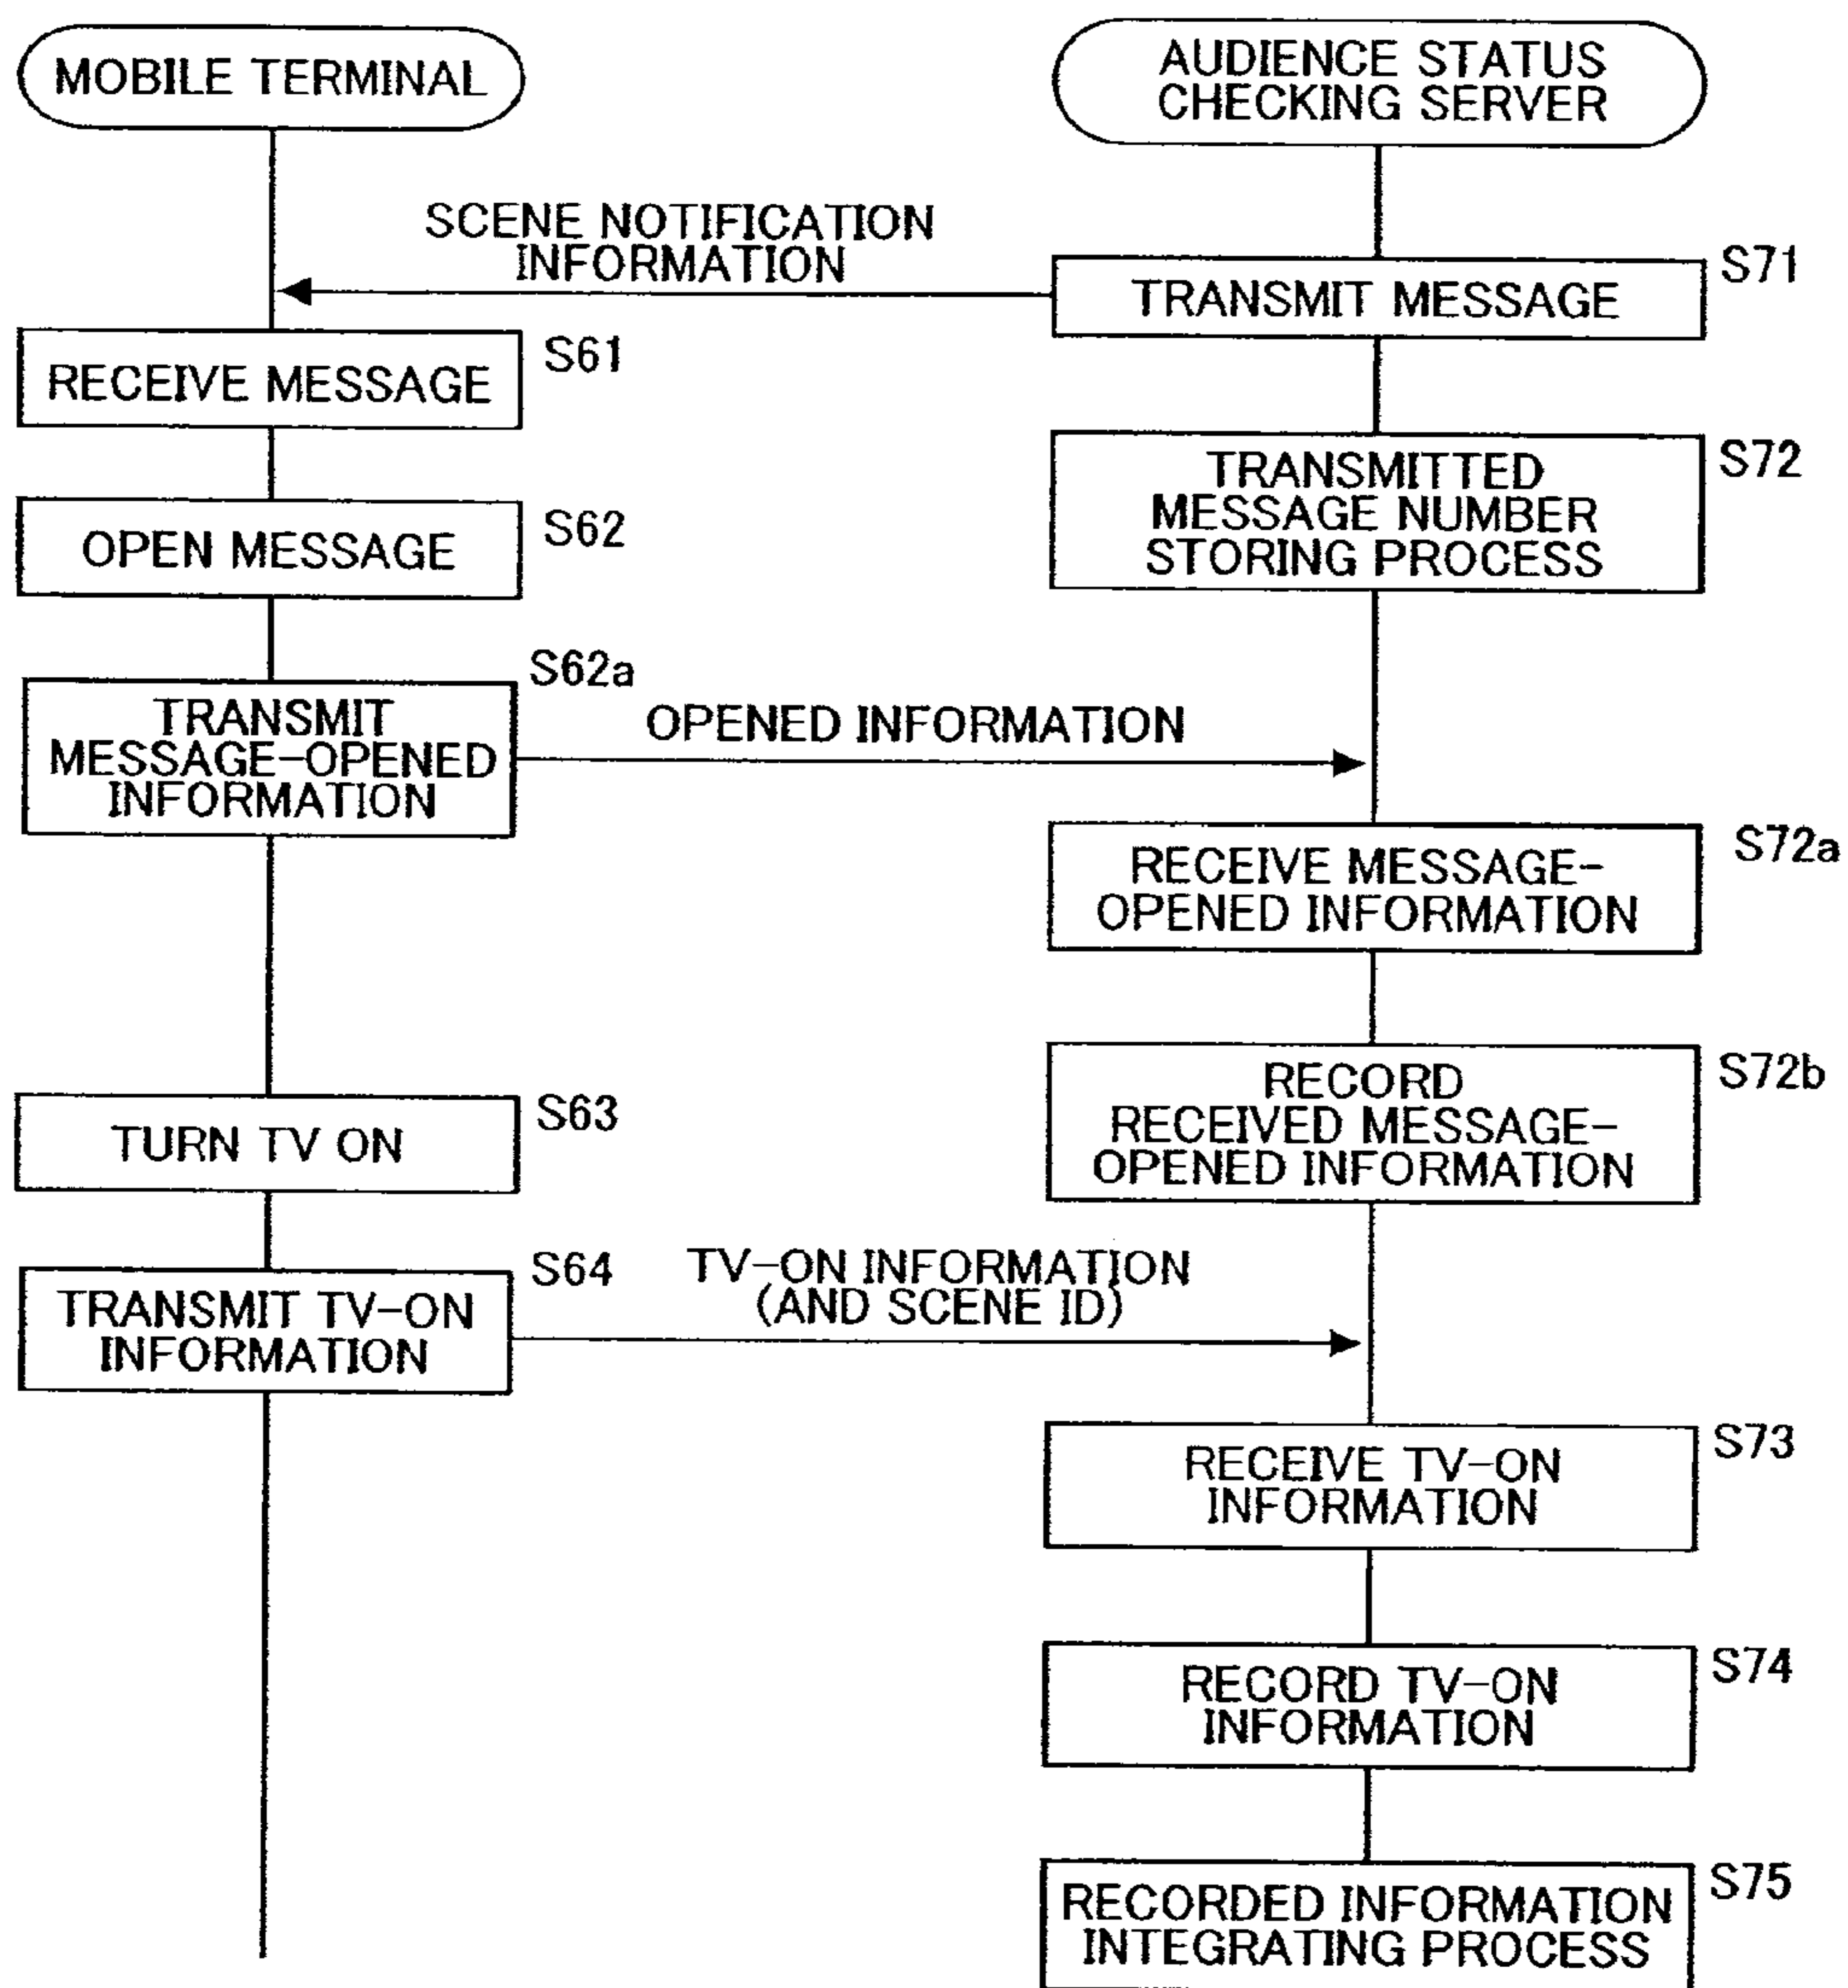 MOBILE TERMINAL
AUDIENCE STATUS
CHECKING SERVER
SCENE NOTIFICATION
INFORMATION
TRANSMIT MESSAGE
S71
RECEIVE MESSAGE
S61
TRANSMITTED
MESSAGE NUMBER
STORING PROCESS
S72
OPEN MESSAGE
S62
TRANSMIT
MESSAGE-OPENED
INFORMATION
S62a
OPENED INFORMATION
RECEIVE MESSAGE-
OPENED INFORMATION
S72a
RECORD
RECEIVED MESSAGE-
OPENED INFORMATION
S72b
TURN TV ON
S63
TRANSMIT TV-ON
INFORMATION
S64
TV-ON INFORMATION
(AND SCENE ID)
RECEIVE TV-ON
INFORMATION
S73
RECORD TV-ON
INFORMATION
S74
RECORDED INFORMATION
INTEGRATING PROCESS
S75